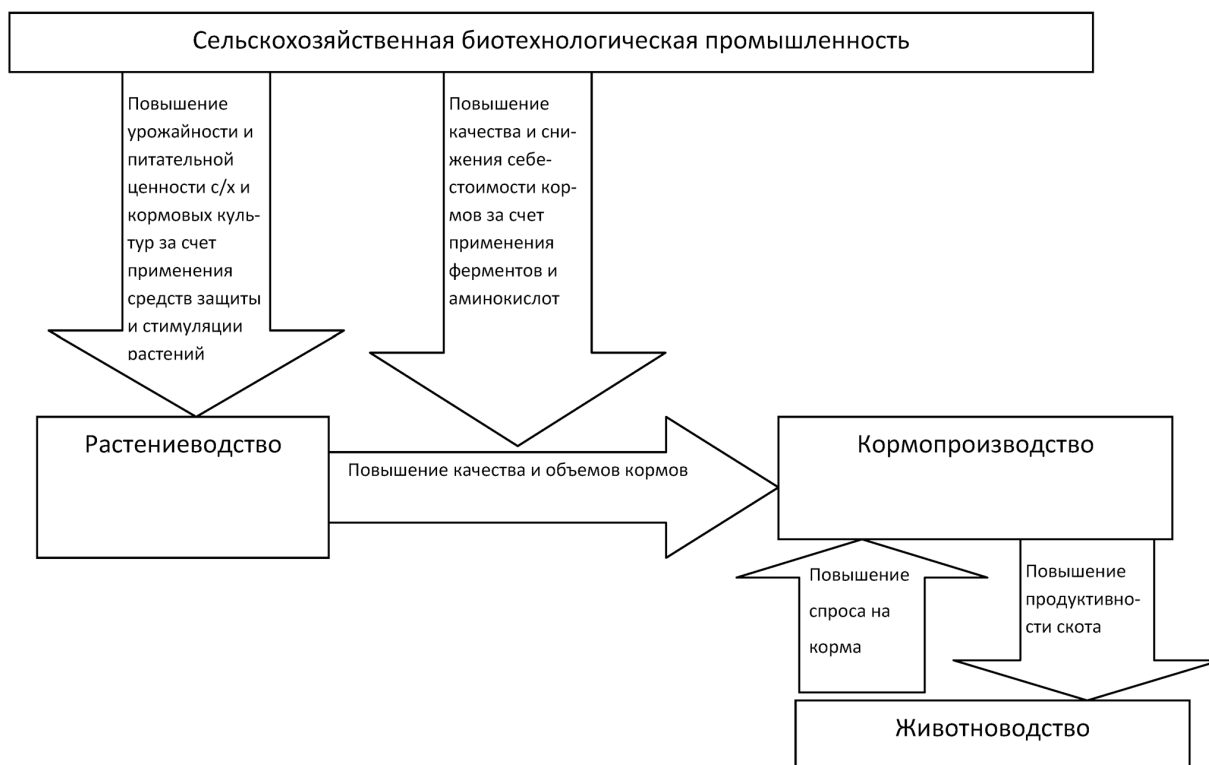 Сельскохозяйственная биотехнологическая промышленность
Повышение
урожайности и
питательной
ценности с/х и
кормовых куль-
тур за счет
применения
средств защиты
и стимуляции
растений
Повышение
качества и сни-
жения себе-
стоимости кор-
мов за счет
применения
ферментов и
аминокислот
Растениеводство
Повышение качества и объемов кормов
Кормопроизводство
Повышение
спроса на
корма
Повышение
продуктивно-
сти скота
Животноводство